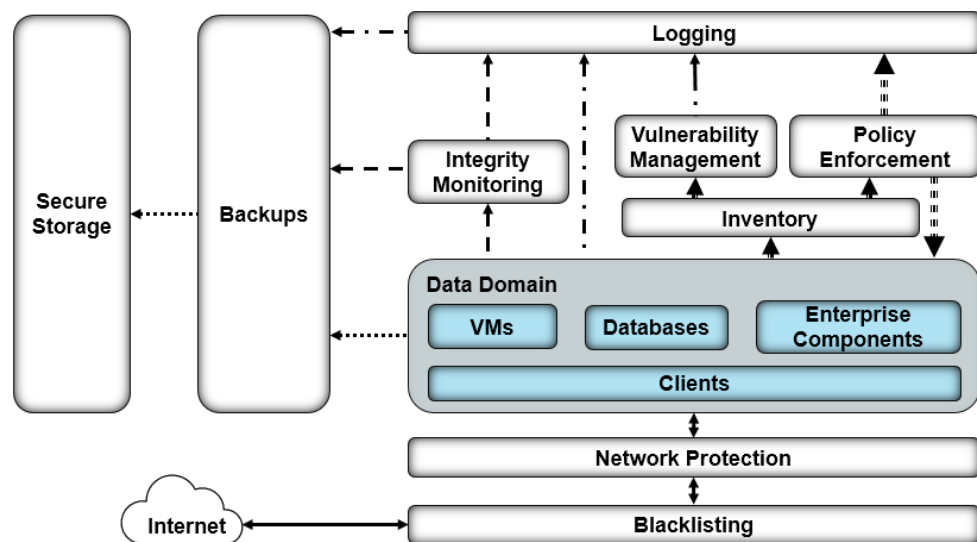 Logging
Vulnerability
Management
Policy
Enforcement
Integrity
Monitoring
Secure
Storage
Backups
Inventory
Data Domain
VMs
Databases
Enterprise
Components
Clients
Network Protection
Internet
Blacklisting